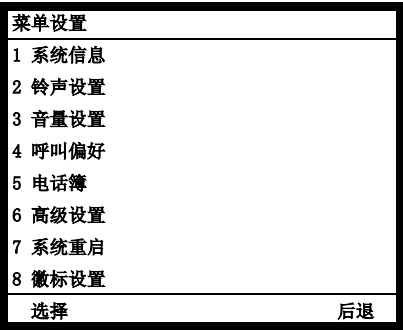 菜单设置
1 系统信息
2 铃声设置
3 音量设置
4 呼叫偏好
5 电话簿
6 高级设置
7 系统重启
8 徽标设置
选择 后退